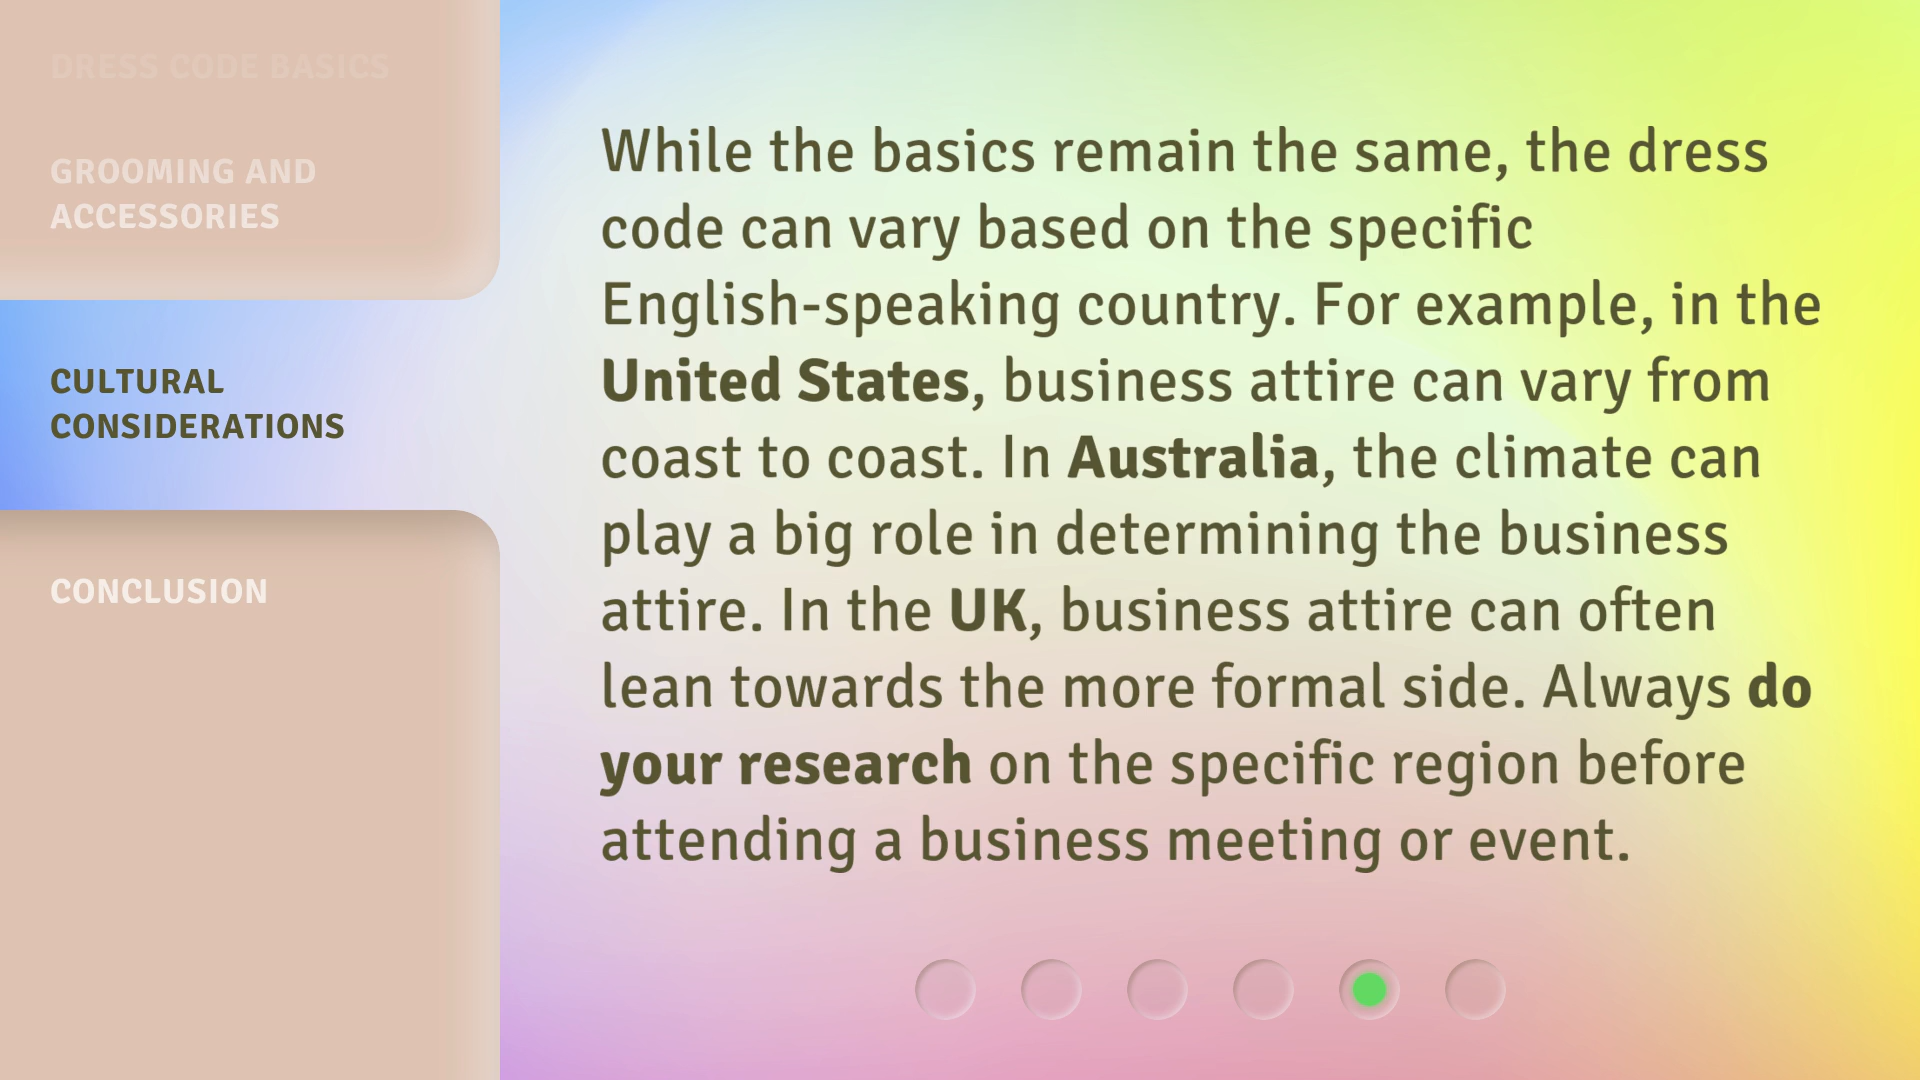 DRESS CODE BASICS
GROOMING AND
ACCESSORIES
CULTURAL
CONSIDERATIONS
CONCLUSION
While the basics remain the same, the dress
code can vary based on the specific
English-speaking country. For example, in the
United States, business attire can vary from
coast to coast. In Australia, the climate can
play a big role in determining the business
attire. In the UK, business attire can often
lean towards the more formal side. Always do
your research on the specific region before
attending a business meeting or event.